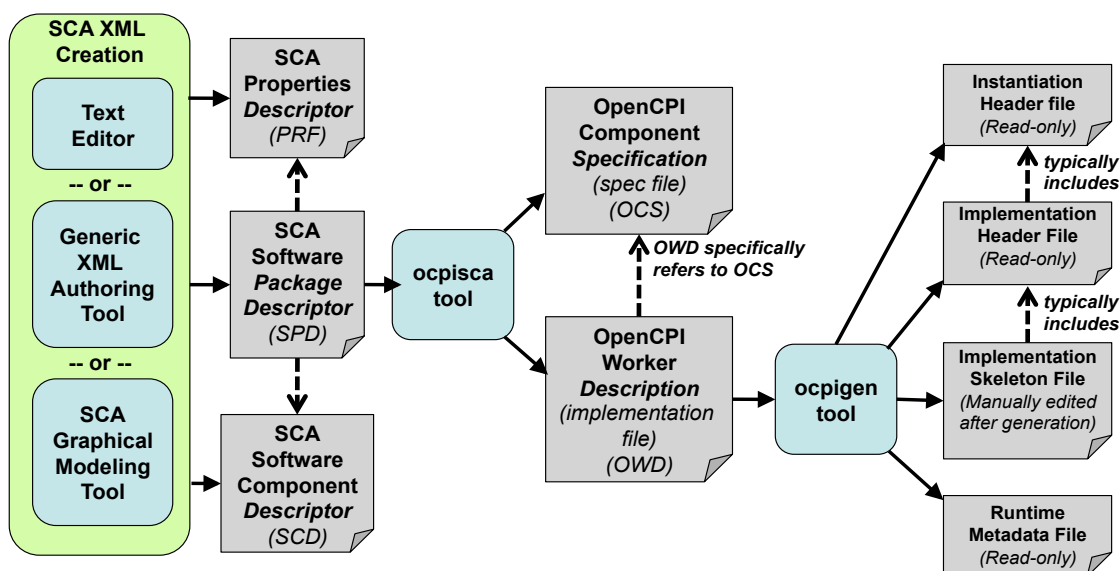 SCA XML
Creation
Text
Editor
-- or --
Generic
XML
Authoring
Tool
-- or --
SCA
Graphical
Modeling
Tool
SCA
Properties
Descriptor
(PRF)
SCA
Software
Package
Descriptor
(SPD)
SCA
Software
Component
Descriptor
(SCD)
ocpisca
tool
OpenCPI
Component
Specification
(spec file)
(OCS)
OWD specifically
refers to OCS
OpenCPI
Worker
Description
(implementation
file)
(OWD)
ocpigen
tool
Instantiation
Header file
(Read-only)
typically
includes
Implementation
Header File
(Read-only)
typically
includes
Implementation
Skeleton File
(Manually edited
after generation)
Runtime
Metadata File
(Read-only)